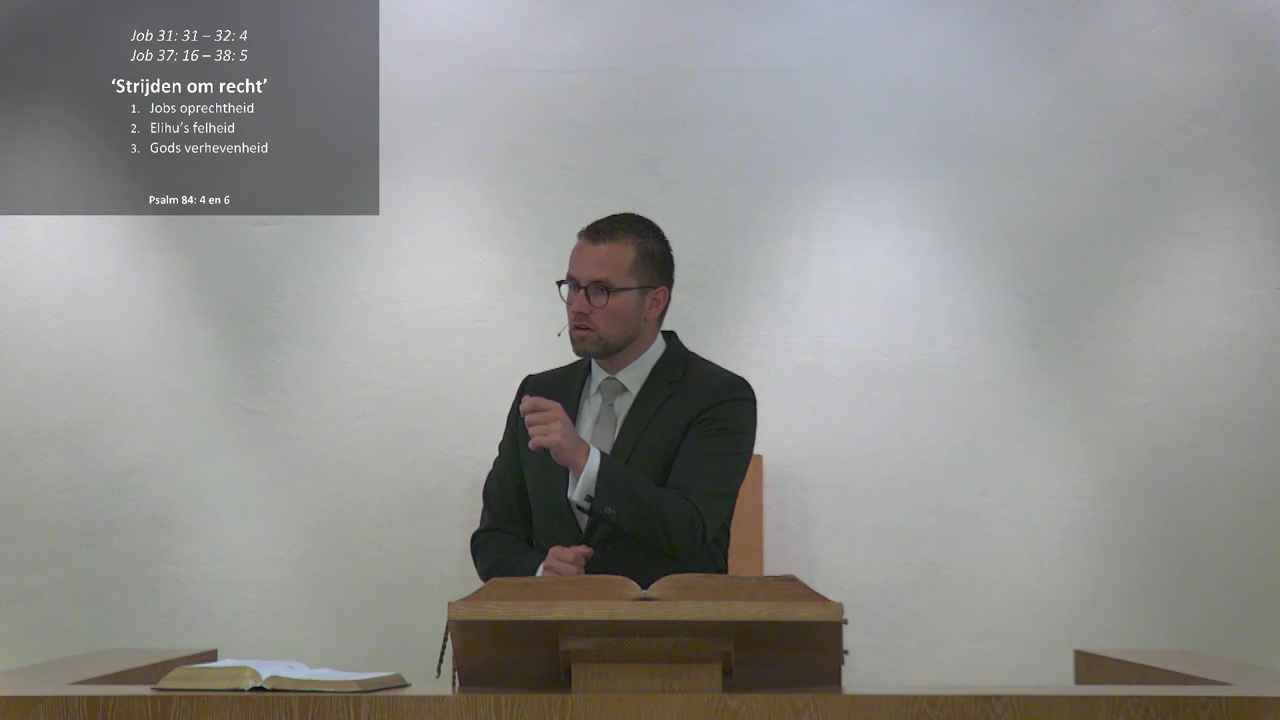 Job 31: 31 – 32: 4
Job 37: 16 – 38: 5
‘Strijden om recht’
1. Jobs oprechtheid
2. Elihu’s felheid
3. Gods verhevenheid
Psalm 84: 4 en 6